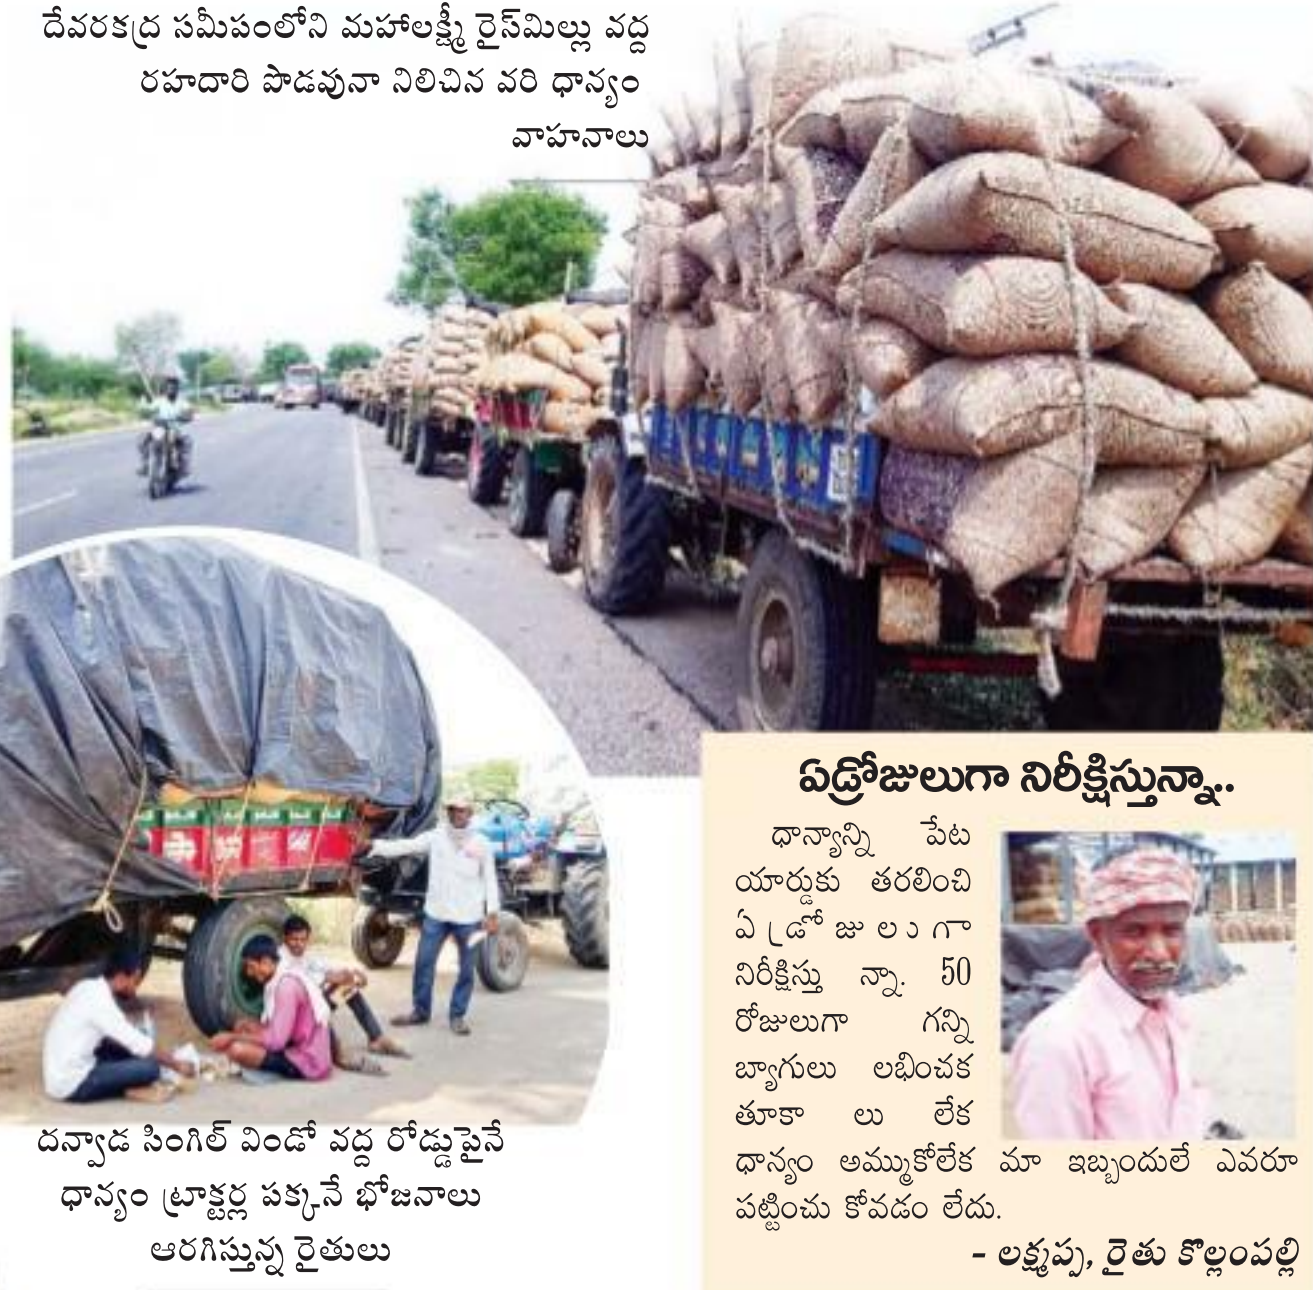 దేవరకద్ర సమీపంలోని మహాలక్ష్మీ రైస్‌మిల్లు వద్ద
రహదారి పొడవునా నిలిచిన వరి ధాన్యం
వాహనాలు
ఏడ్రోజులుగా నిరీక్షిస్తున్నా..
ధాన్యాన్ని పేట
యార్డుకు తరలించి
ఏడ్రోజులుగా
నిరీక్షిస్తు న్నా. 50
రోజులుగా గన్ని
బ్యాగులు లభించక
తూకా లు లేక
ధాన్యం అమ్ముకోలేక మా ఇబ్బందులే ఎవరూ
పట్టించు కోవడం లేదు.
- లక్ష్మప్ప, రైతు కొల్లంపల్లి
దన్వాడ సింగిల్ విండో వద్ద రోడ్డుపైనే
ధాన్యం ట్రాక్టర్ల పక్కనే భోజనాలు
ఆరగిస్తున్న రైతులు